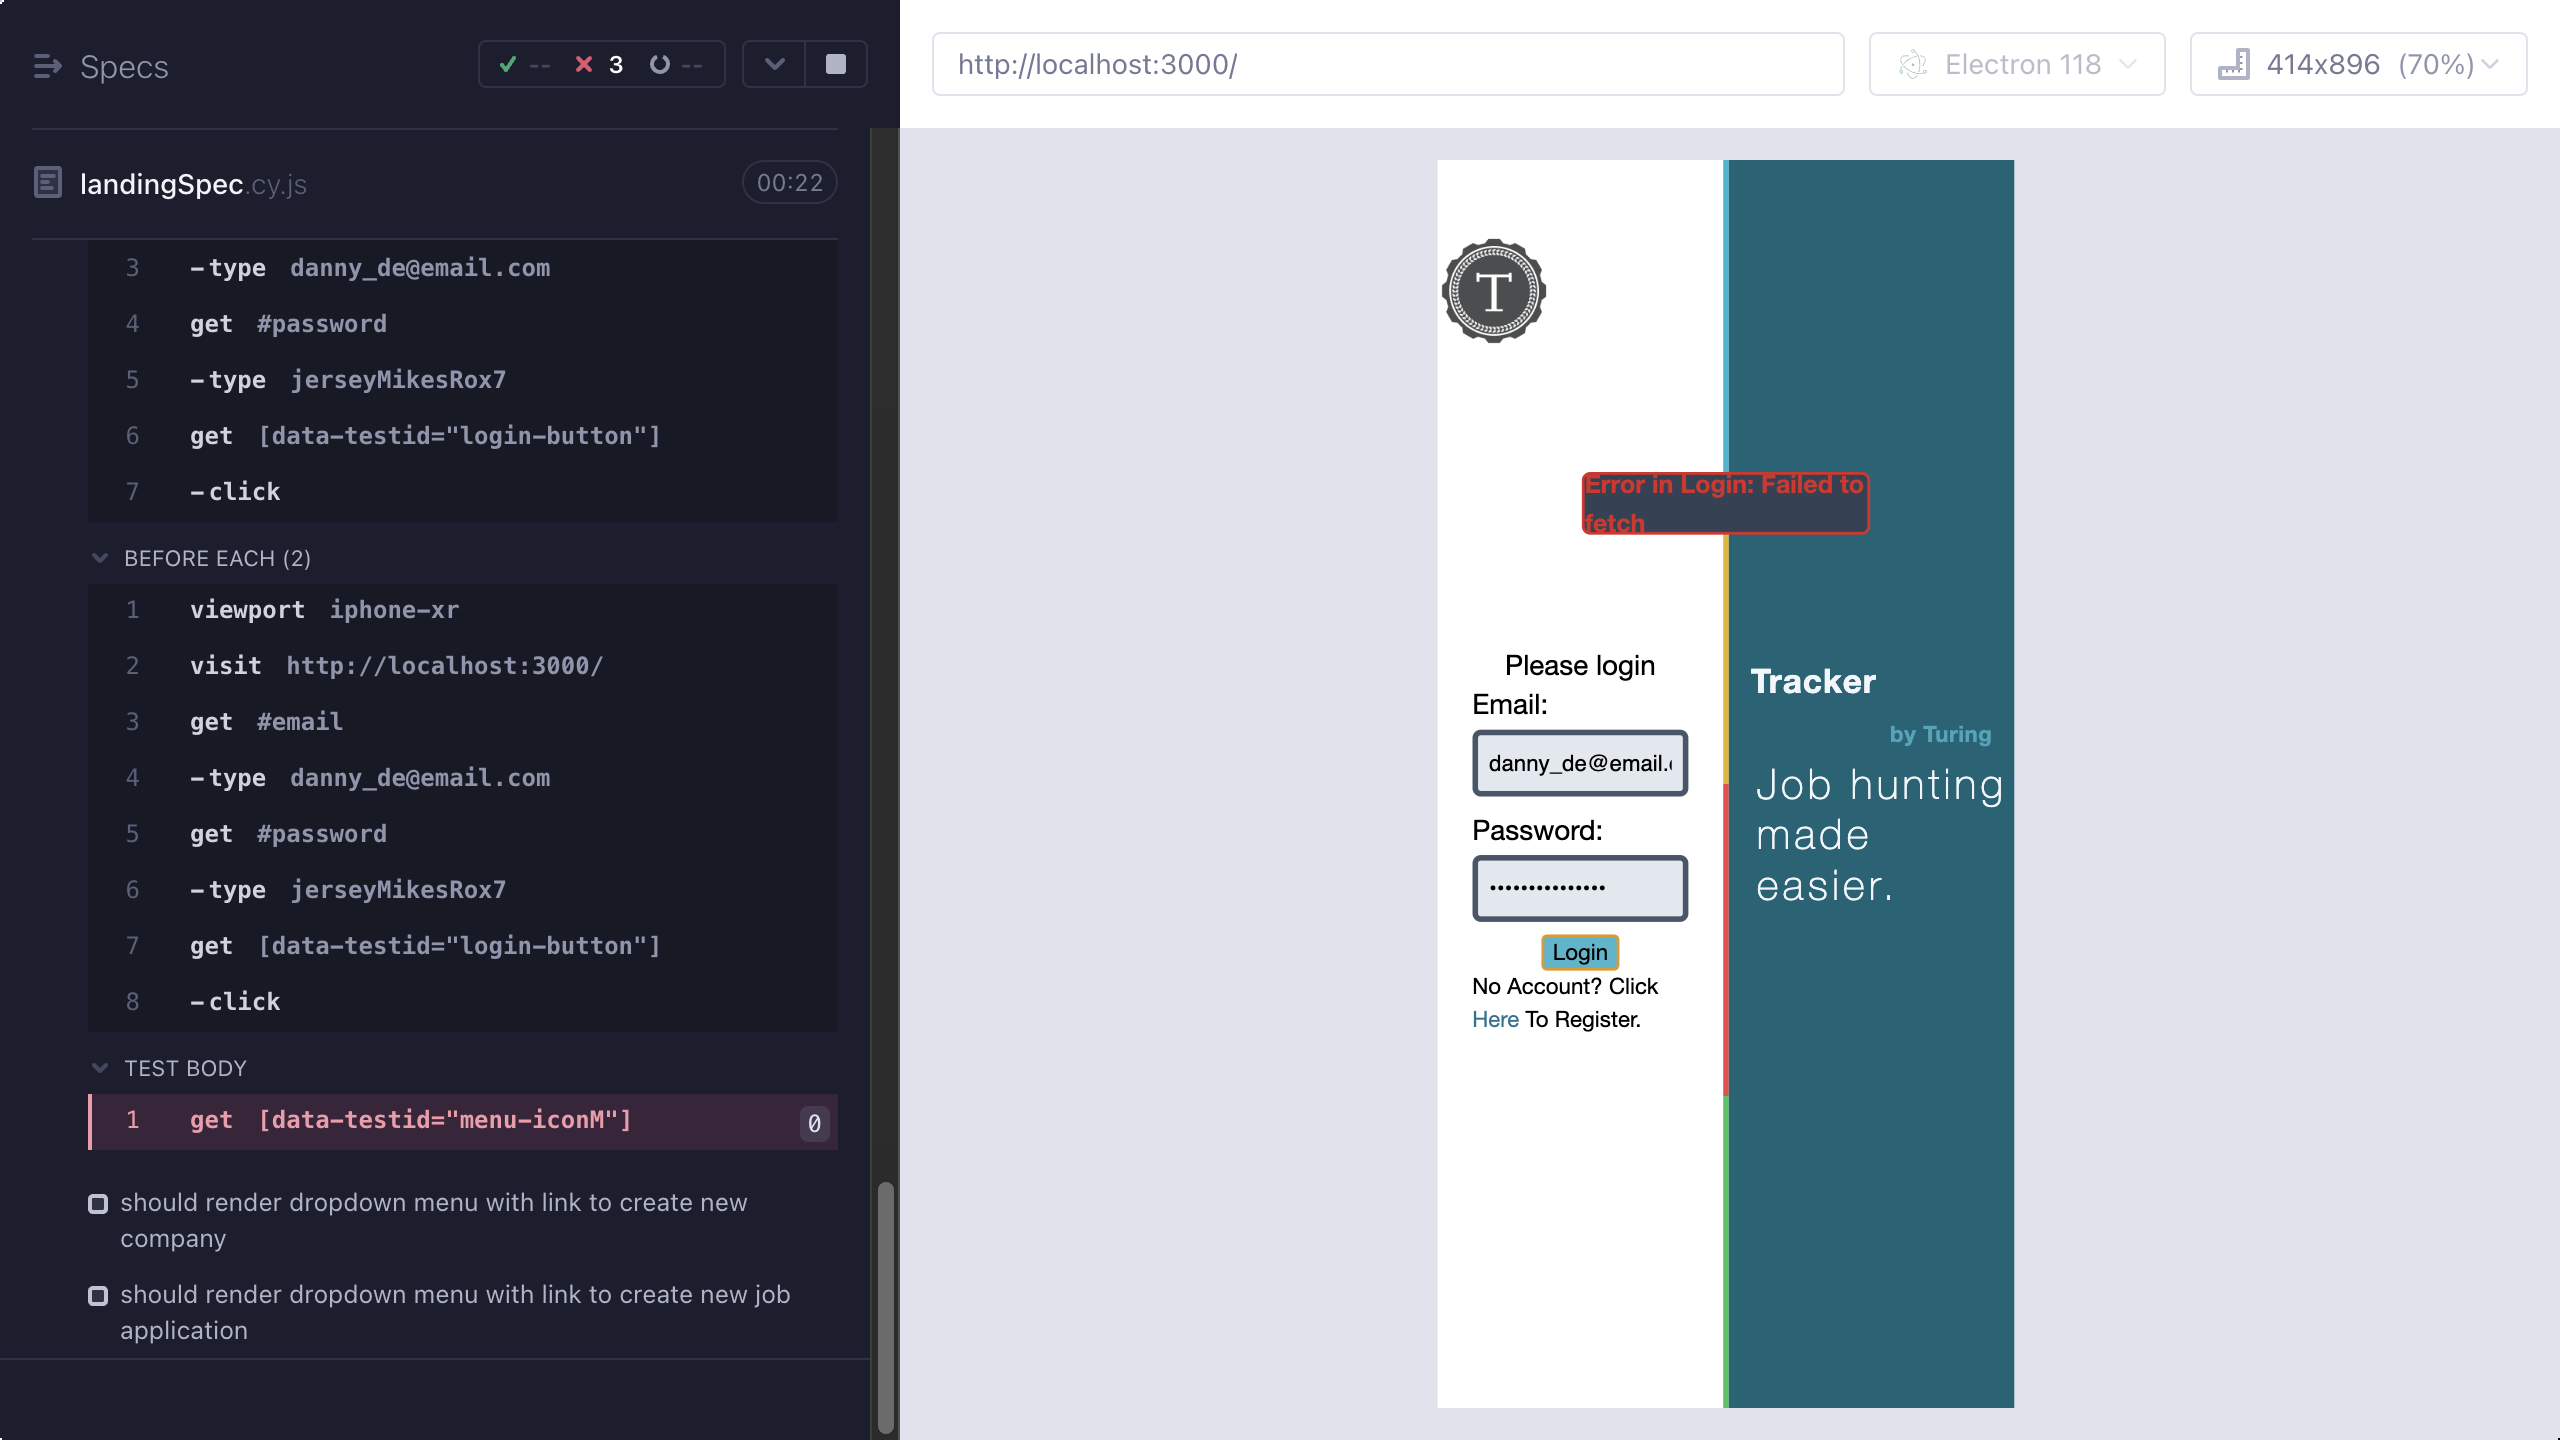 Specs
-- 3 --
landingSpec.cy.js 00:22
3 -type danny_de@email.com
4 get #password
5 -type jerseyMikesRox7
6 get [data-testid="login-button"]
7 -click
BEFORE EACH (2)
1 viewport iphone-xr
2 visit http://localhost:3000/
3 get #email
4 -type danny_de@email.com
5 get #password
6 -type jerseyMikesRox7
7 get [data-testid="login-button"]
8 -click
TEST BODY
1 get [data-testid="menu-iconM"] 0
should render dropdown menu with link to create new
company
should render dropdown menu with link to create new job
application
http://localhost:3000/
Electron 118
414x896 (70%)
T
Error in Login: Failed to
fetch
Please login
Email:
danny_de@email.
Password:
Login
No Account? Click
Here To Register.
Tracker
by Turing
Job hunting
made
easier.